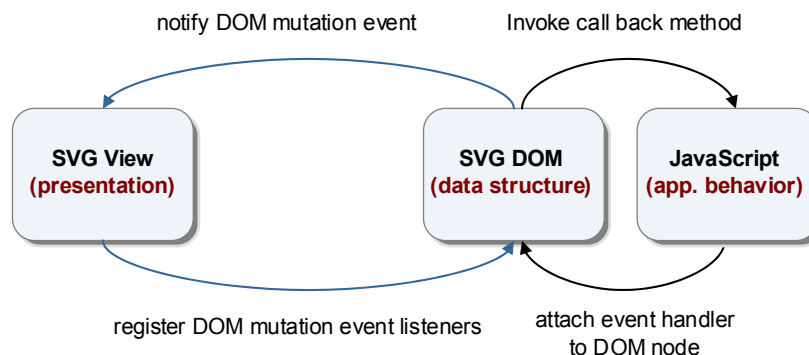 notify DOM mutation event
Invoke call back method
SVG View
(presentation)
SVG DOM
(data structure)
JavaScript
(app. behavior)
register DOM mutation event listeners
attach event handler
to DOM node